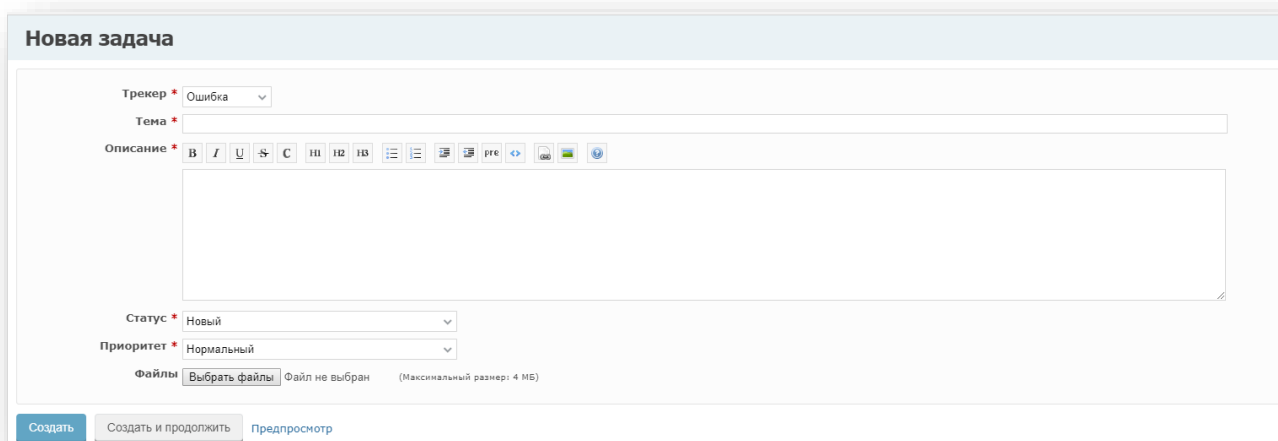 Новая задача
Трекер * Ошибка
Тема *
Описание * B I U S C H1 H2 H3 pre <>
Статус * Новый
Приоритет * Нормальный
Файлы Выбрать файлы Файл не выбран (Максимальный размер: 4 МБ)
Создать Создать и продолжить Предпросмотр